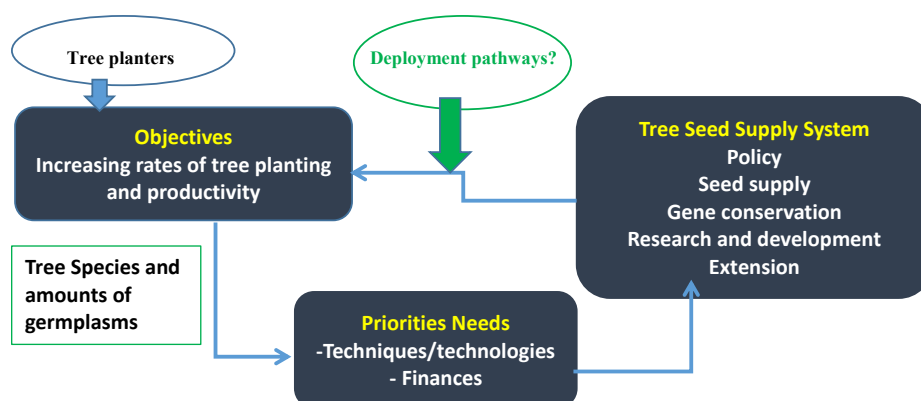 Tree planters
Deployment pathways?
Objectives
Increasing rates of tree planting
and productivity
Tree Seed Supply System
Policy
Seed supply
Gene conservation
Research and development
Extension
Tree Species and
amounts of
germplasms
Priorities Needs
-Techniques/technologies
- Finances